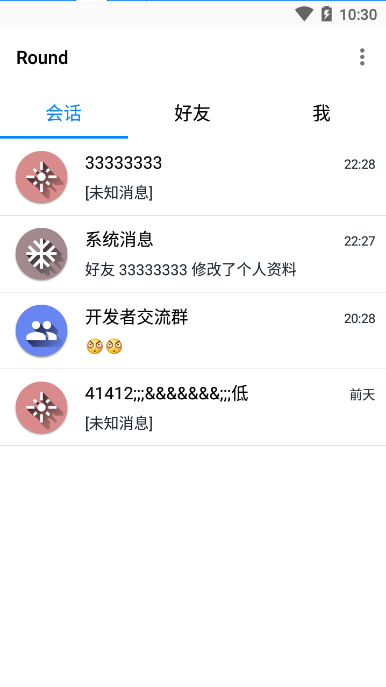 10:30
Round
会话
好友
我
33333333
22:28
[未知消息]
系统消息
22:27
好友 33333333 修改了个人资料
开发者交流群
20:28
😳😳
41412;;;&&&&&&&;;;低
前天
[未知消息]